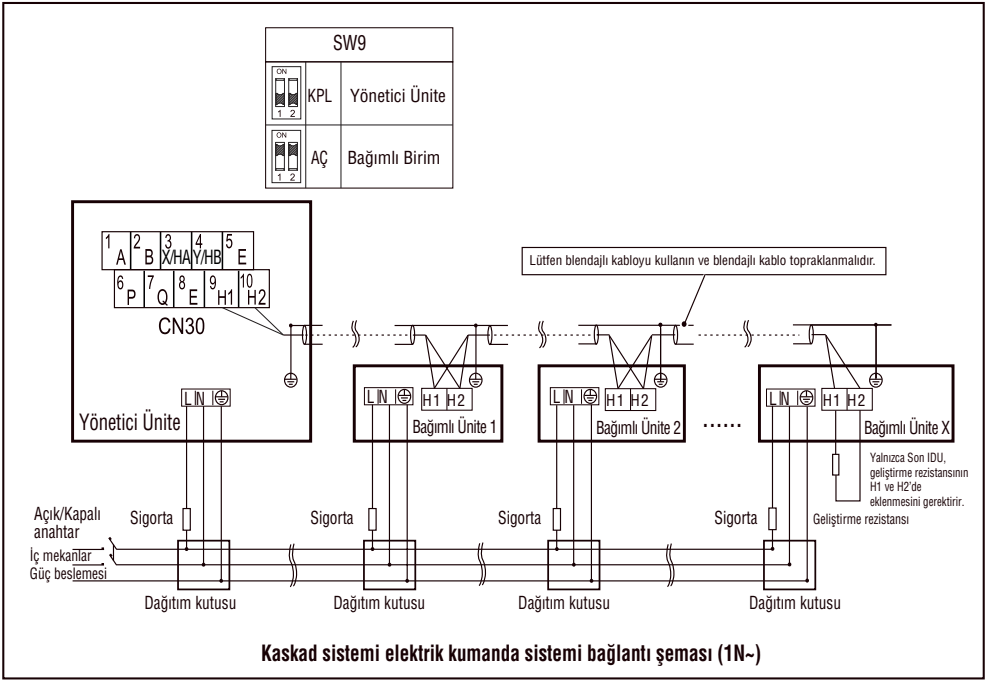 SW9
ON
1 2
KPL
Yönetici Ünite
ON
1 2
AÇ
Bağımlı Birim
1 A
2 B
3 X/HA
4 Y/HB
5 E
6 P
7 Q
8 E
9 H1
10 H2
CN30
Lütfen blendajlı kabloyu kullanın ve blendajlı kablo topraklanmalıdır.
L N
Yönetici Ünite
L N
H1 H2
Bağımlı Ünite 1
L N
H1 H2
Bağımlı Ünite 2
......
L N
H1 H2
Bağımlı Ünite X
Yalnızca Son IDU,
geliştirme rezistansının
H1 ve H2'de
eklenmesini gerektirir.
Geliştirme rezistansı
Açık/Kapalı
anahtar
İç mekanlar
Güç beslemesi
Sigorta
Sigorta
Sigorta
Sigorta
Dağıtım kutusu
Dağıtım kutusu
Dağıtım kutusu
Dağıtım kutusu
Kaskad sistemi elektrik kumanda sistemi bağlantı şeması (1N~)